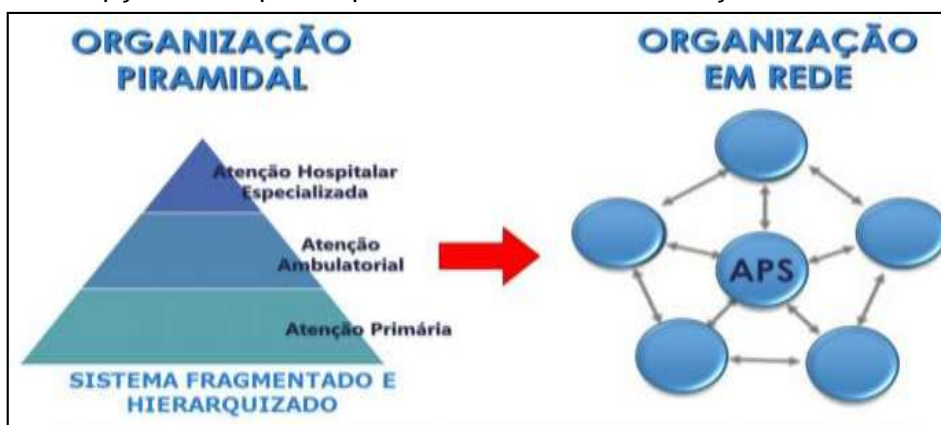 ORGANIZAÇÃO
PIRAMIDAL
Atenção Hospitalar
Especializada
Atenção
Ambulatorial
Atenção Primária
SISTEMA FRAGMENTADO E
HIERARQUIZADO
ORGANIZAÇÃO
EM REDE
APS